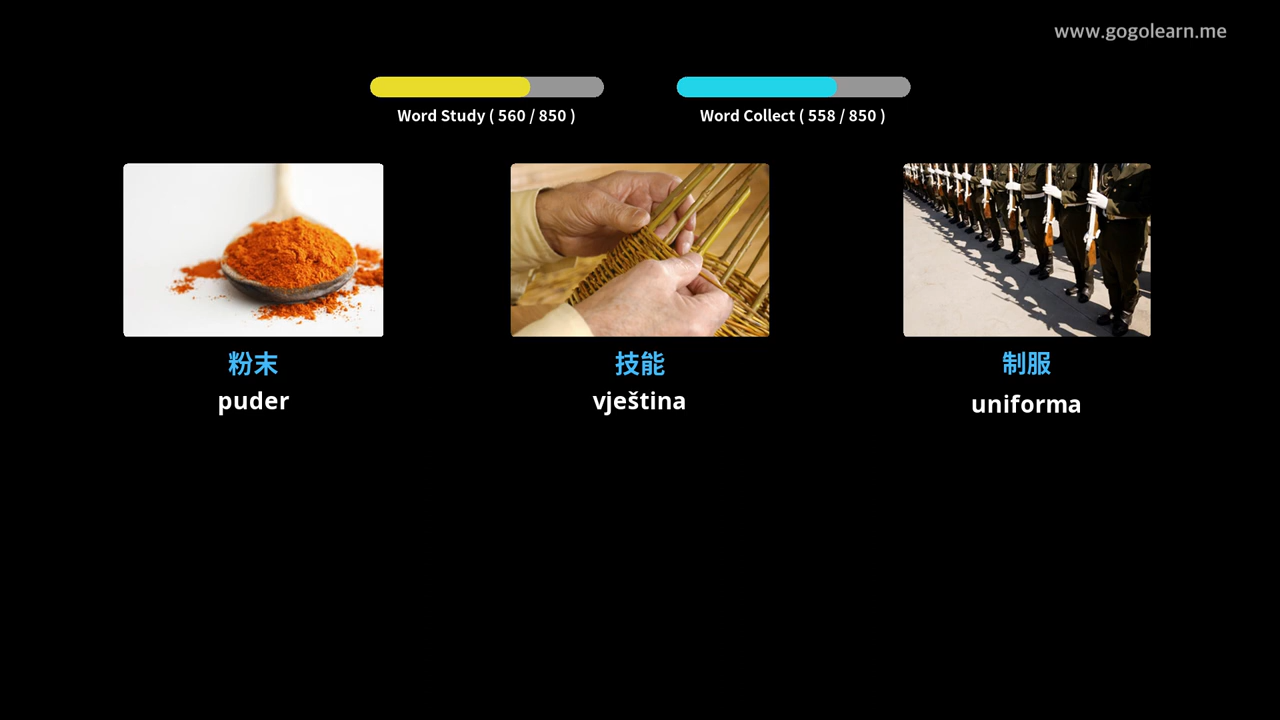 www.gogolearn.me
Word Study ( 560 / 850 )
Word Collect ( 558 / 850 )
粉末
puder
技能
vještina
制服
uniforma